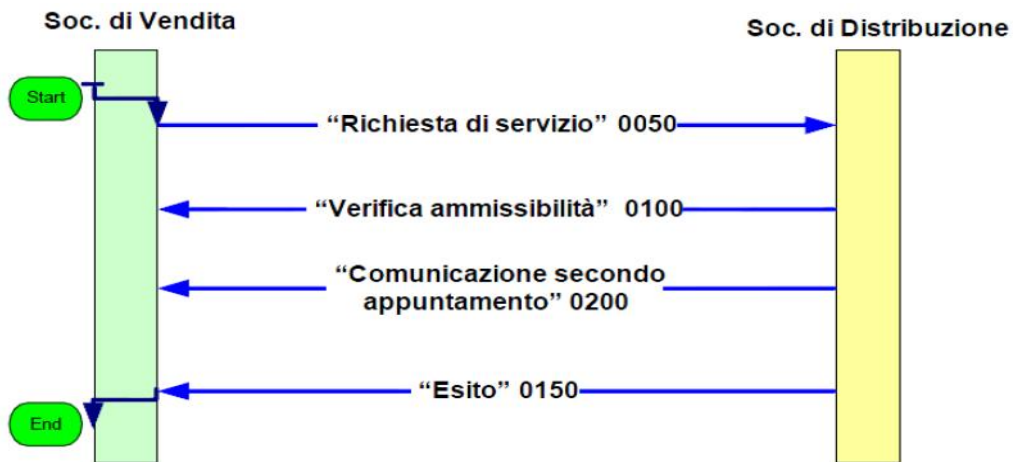 Soc. di Vendita
Soc. di Distribuzione
Start
“Richiesta di servizio” 0050
“Verifica ammissibilità” 0100
“Comunicazione secondo
appuntamento” 0200
“Esito” 0150
End